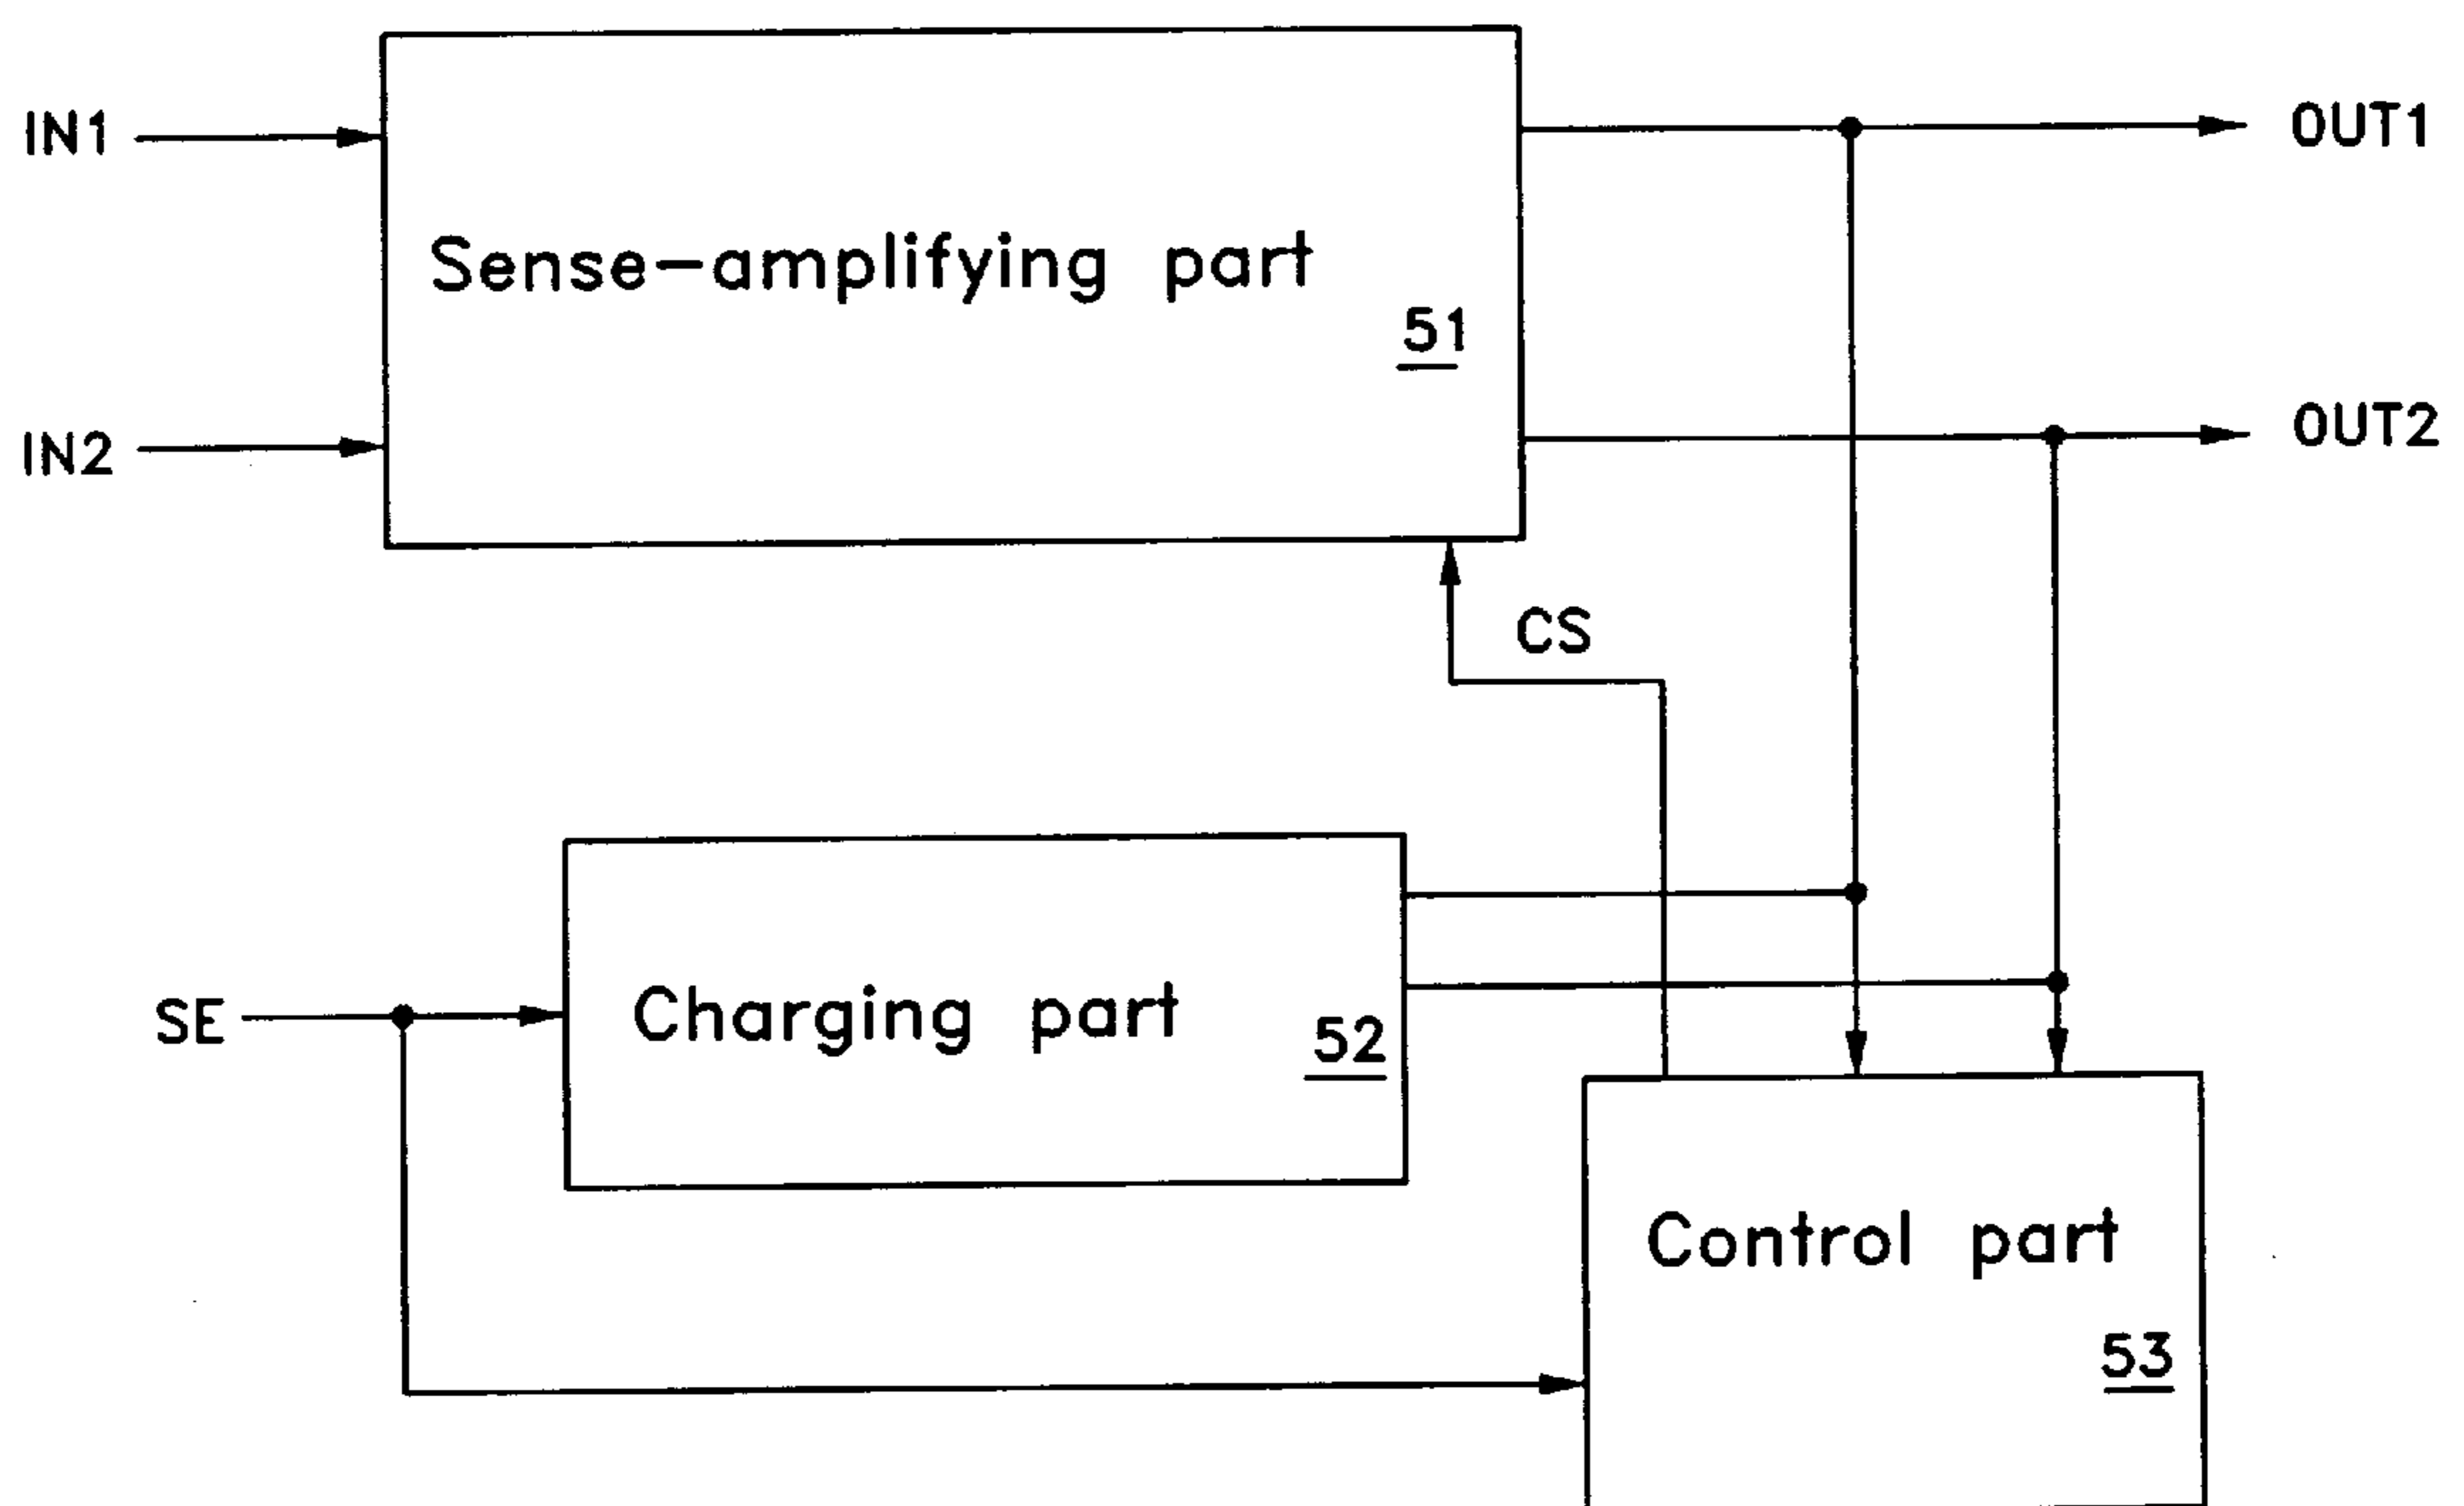 IN1
OUT1
Sense-amplifying part
51
IN2
OUT2
CS
SE
Charging part
52
Control part
53